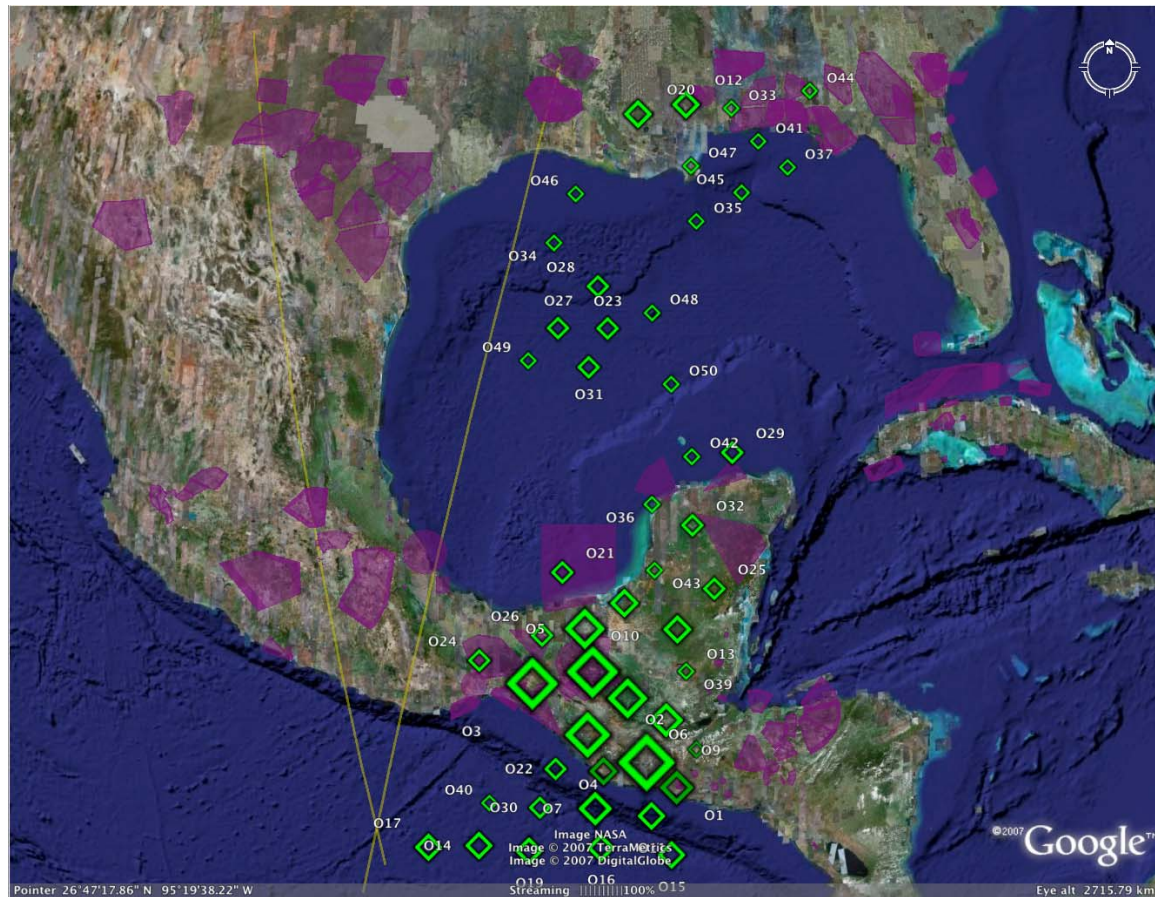 N
O44
O12
O20
O33
O41
O47
O37
O46
O45
O35
O34
O28
O27
O23
O48
O49
O31
O50
O42
O29
O36
O32
O21
O25
O43
O26
O5
O10
O24
O13
O39
O3
O2
O6
O9
O22
O4
O40
O30
O7
O17
O1
O14
Image NASA
Image © 2007 TerraMetrics
Image © 2007 DigitalGlobe
©2007 Google™
O19
O16
O15
Pointer 26°47'17.86" N 95°19'38.22" W
Streaming ||||||||||100%
Eye alt 2715.79 km